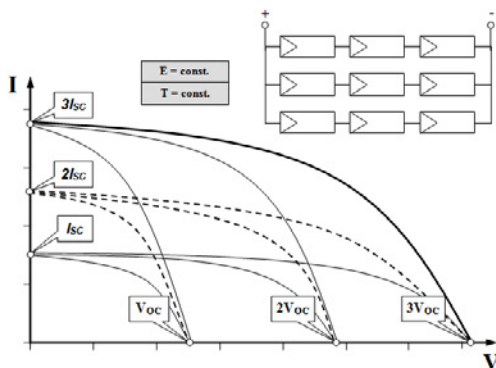 + -
E = const.
T = const.
I
3I_SC
2I_SC
I_SC
V_OC 2V_OC 3V_OC
V